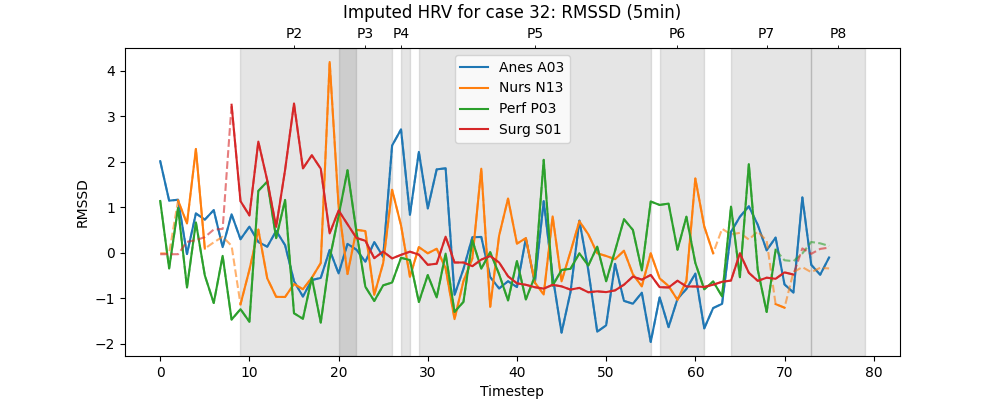 Imputed HRV for case 32: RMSSD (5min)
P2 P3 P4 P5 P6 P7 P8
Anes A03
Nurs N13
Perf P03
Surg S01
4
3
2
1
0
−1
−2
RMSSD
0 10 20 30 40 50 60 70 80
Timestep